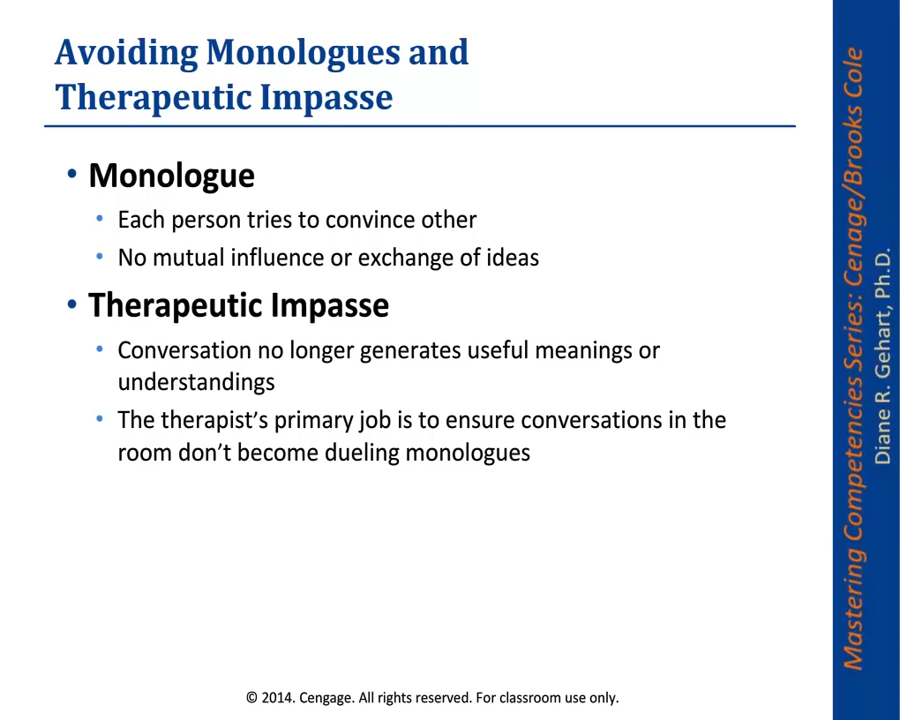 Avoiding Monologues and
Therapeutic Impasse
• Monologue
• Each person tries to convince other
• No mutual influence or exchange of ideas
• Therapeutic Impasse
• Conversation no longer generates useful meanings or
understandings
• The therapist's primary job is to ensure conversations in the
room don't become dueling monologues
© 2014. Cengage. All rights reserved. For classroom use only.
Mastering Competencies Series: Cenage/Brooks Cole
Diane R. Gehart, Ph.D.